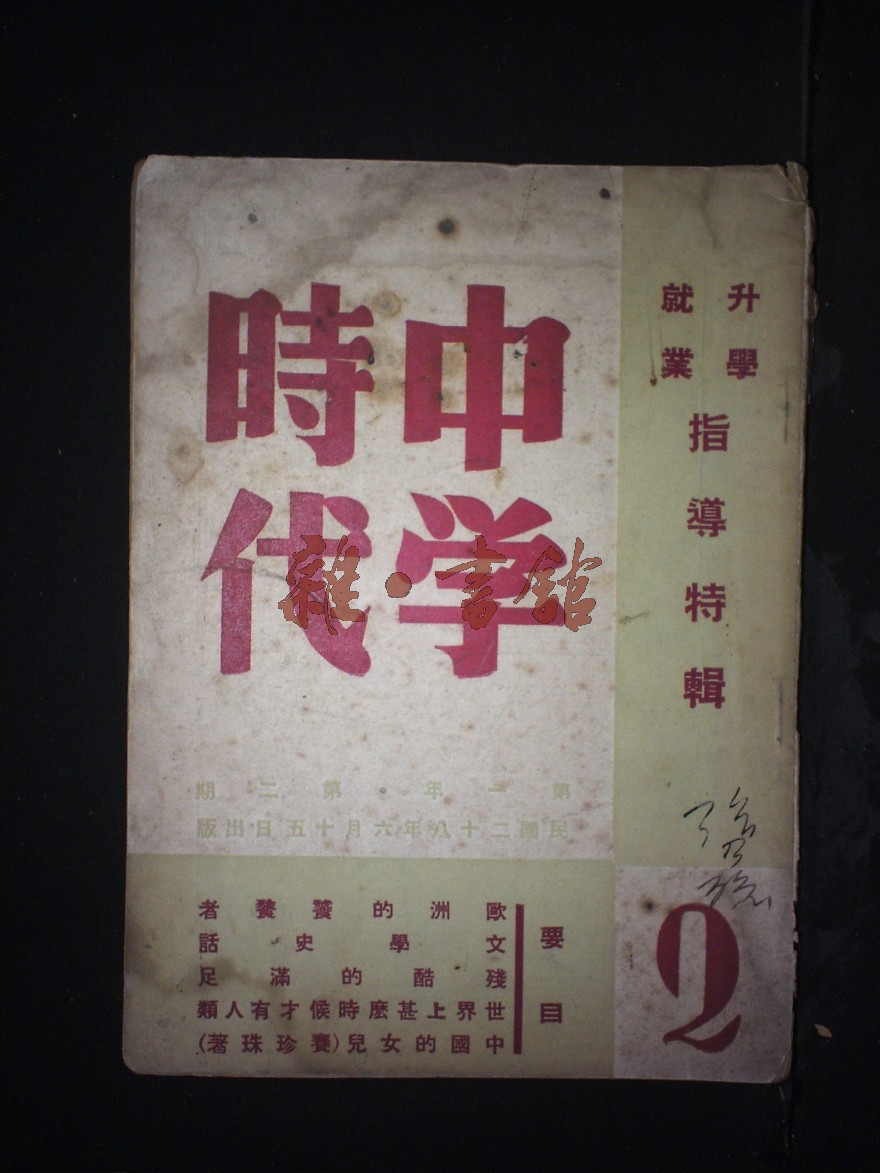 升學
就業
指導特輯
中学
時代
雜·書館
第一年 第二期
民國二十八年六月十五日出版
2
要目
歐洲的饕餮者
文學史話
殘酷的滿足
世界上甚麼時候才有人類
中國的女兒(賽珍珠著)